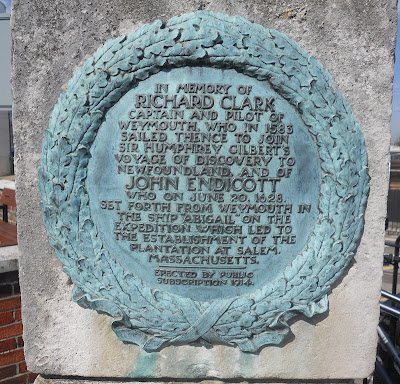 IN MEMORY OF
RICHARD CLARK
CAPTAIN AND PILOT OF
WEYMOUTH, WHO IN 1583
SAILED THENCE TO JOIN
SIR HUMPHREY GILBERT'S
VOYAGE OF DISCOVERY TO
NEWFOUNDLAND, AND OF
JOHN ENDICOTT
WHO ON JUNE 20, 1628,
SET FORTH FROM WEYMOUTH IN
THE SHIP ABIGAIL ON THE
EXPEDITION WHICH LED TO
THE ESTABLISHMENT OF THE
PLANTATION AT SALEM,
MASSACHUSETTS.
ERECTED BY PUBLIC
SUBSCRIPTION 1914.